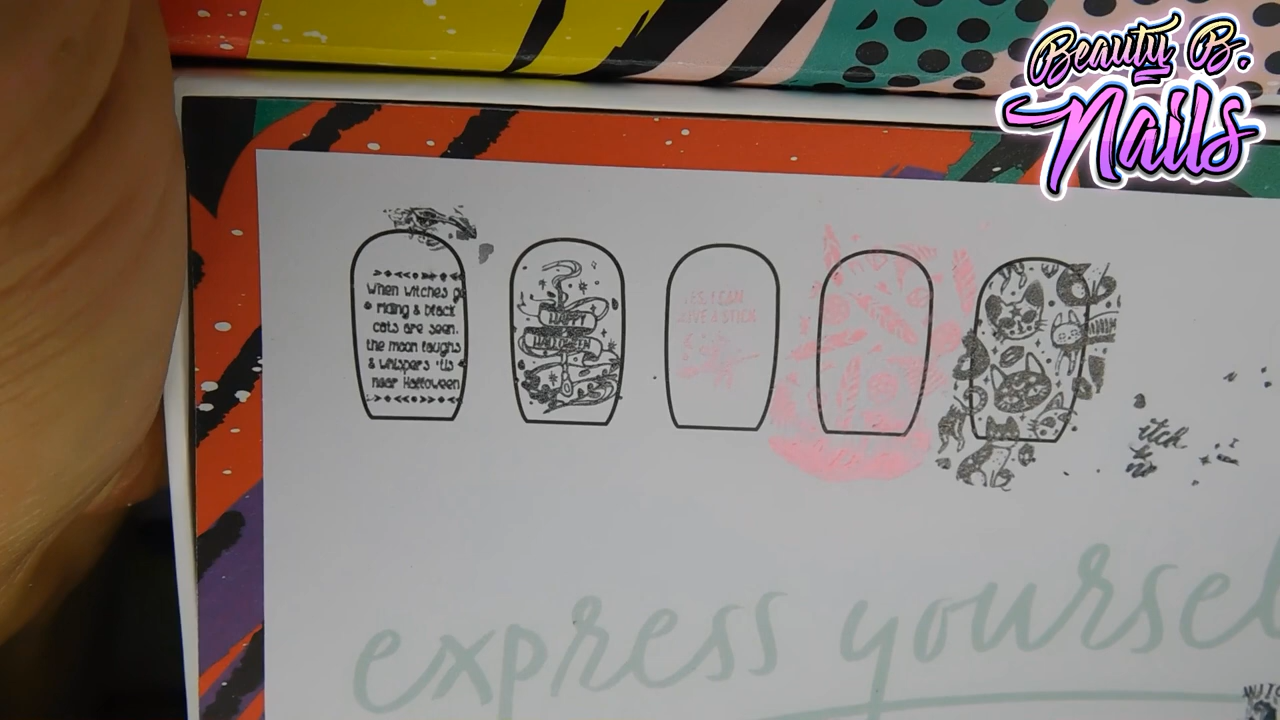 Beauty B.
Nails
when witches go
riding & black
cats are seen,
the moon laughs
& whispers 'tis
near Halloween
HAPPY
HALLOWEEN
YES, I CAN
A STICK
itch
express yoursel